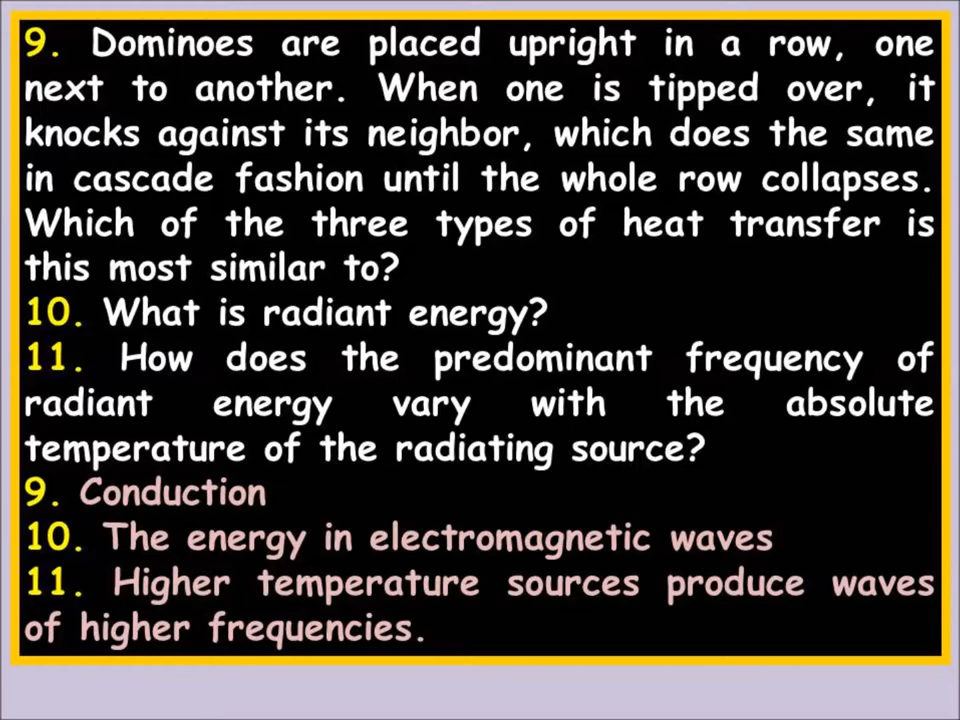 9. Dominoes are placed upright in a row, one
next to another. When one is tipped over, it
knocks against its neighbor, which does the same
in cascade fashion until the whole row collapses.
Which of the three types of heat transfer is
this most similar to?
10. What is radiant energy?
11. How does the predominant frequency of
radiant energy vary with the absolute
temperature of the radiating source?
9. Conduction
10. The energy in electromagnetic waves
11. Higher temperature sources produce waves
of higher frequencies.